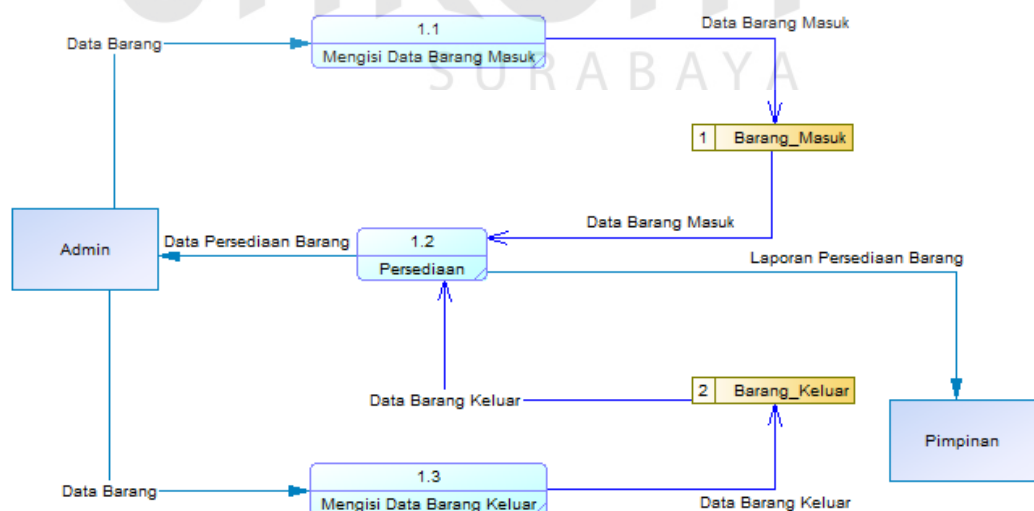 Data Barang Masuk
1.1
Data Barang
Mengisi Data Barang Masuk
SURABAYA
1 Barang_Masuk
Data Barang Masuk
1.2
Data Persediaan Barang
Admin
Laporan Persediaan Barang
Persediaan
2 Barang_Keluar
Data Barang Keluar
Pimpinan
1.3
Data Barang
Mengisi Data Barang Keluar
Data Barang Keluar